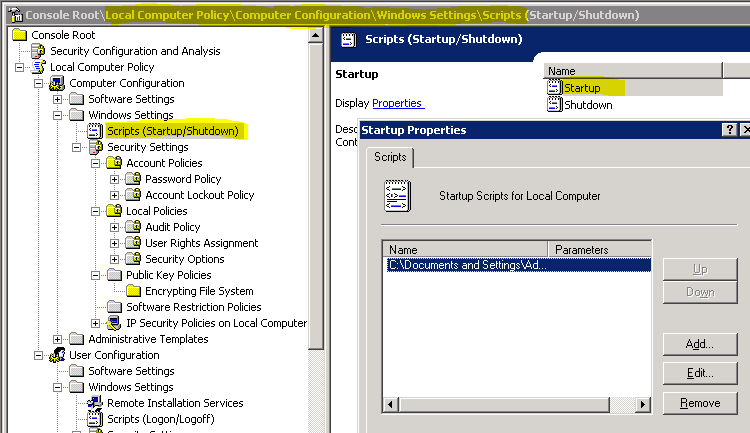 Console Root\Local Computer Policy\Computer Configuration\Windows Settings\Scripts (Startup/Shutdown)
Console Root
Security Configuration and Analysis
Local Computer Policy
Computer Configuration
Software Settings
Windows Settings
Scripts (Startup/Shutdown)
Security Settings
Account Policies
Password Policy
Account Lockout Policy
Local Policies
Audit Policy
User Rights Assignment
Security Options
Public Key Policies
Encrypting File System
Software Restriction Policies
IP Security Policies on Local Computer
Administrative Templates
User Configuration
Software Settings
Windows Settings
Remote Installation Services
Scripts (Logon/Logoff)
Scripts (Startup/Shutdown)
Startup
Display Properties
Name
Startup
Shutdown
Startup Properties
Scripts
Startup Scripts for Local Computer
Name Parameters
C:\Documents and Settings\Ad...
Up
Down
Add...
Edit...
Remove